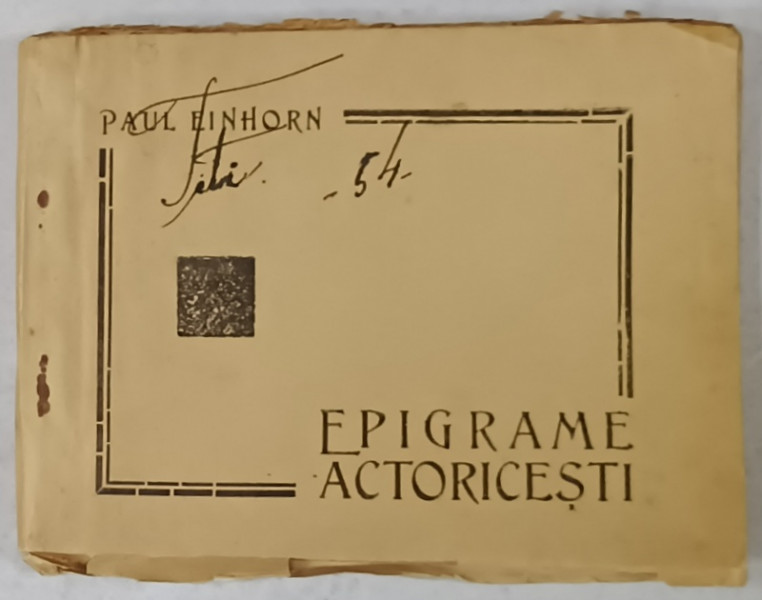 PAUL EINHORN
- 54 -
EPIGRAME
ACTORICEȘTI